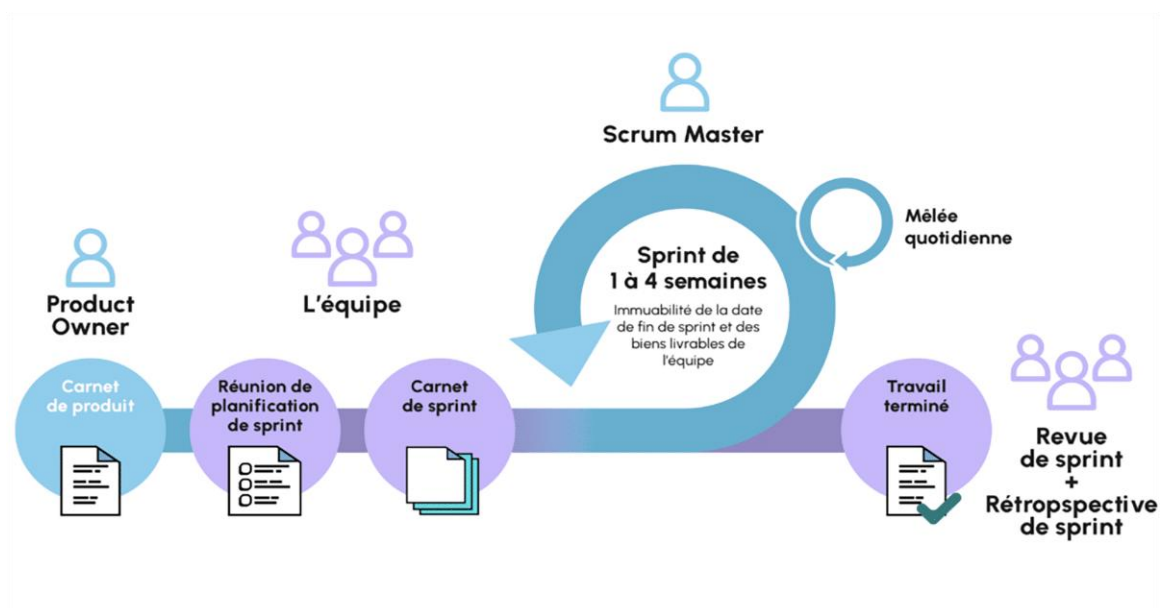 Scrum Master
Mêlée
quotidienne
Sprint de
1 à 4 semaines
Immuabilité de la date
de fin de sprint et des
biens livrables de
l'équipe
Product
Owner
L'équipe
Carnet
de produit
Réunion de
planification
de sprint
Carnet
de sprint
Travail
terminé
Revue
de sprint
+
Rétropspective
de sprint